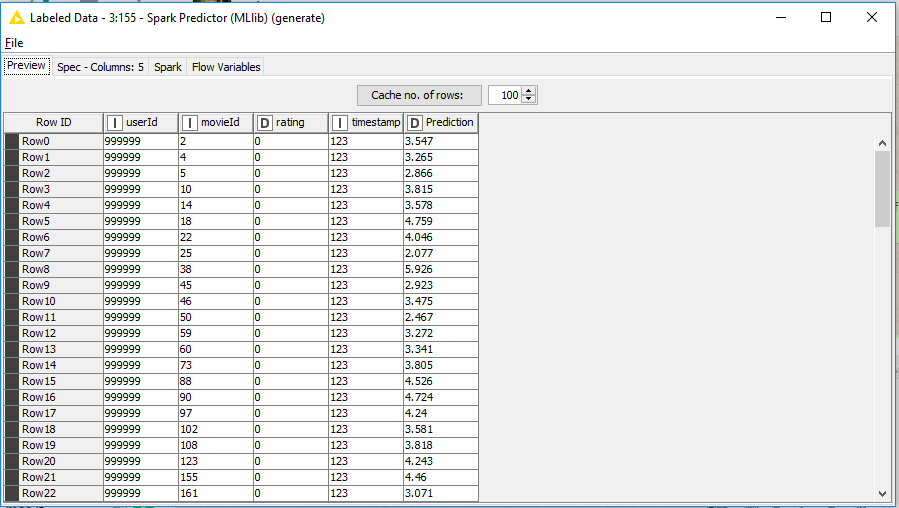 Labeled Data - 3:155 - Spark Predictor (MLlib) (generate)
File
Preview Spec - Columns: 5 Spark Flow Variables
Cache no. of rows: 100
Row ID I userId I movieId D rating I timestamp D Prediction
Row0 999999 2 0 123 3.547
Row1 999999 4 0 123 3.265
Row2 999999 5 0 123 2.866
Row3 999999 10 0 123 3.815
Row4 999999 14 0 123 3.578
Row5 999999 18 0 123 4.759
Row6 999999 22 0 123 4.046
Row7 999999 25 0 123 2.077
Row8 999999 38 0 123 5.926
Row9 999999 45 0 123 2.923
Row10 999999 46 0 123 3.475
Row11 999999 50 0 123 2.467
Row12 999999 59 0 123 3.272
Row13 999999 60 0 123 3.341
Row14 999999 73 0 123 3.805
Row15 999999 88 0 123 4.526
Row16 999999 90 0 123 4.724
Row17 999999 97 0 123 4.24
Row18 999999 102 0 123 3.581
Row19 999999 108 0 123 3.818
Row20 999999 123 0 123 4.243
Row21 999999 155 0 123 4.46
Row22 999999 161 0 123 3.071